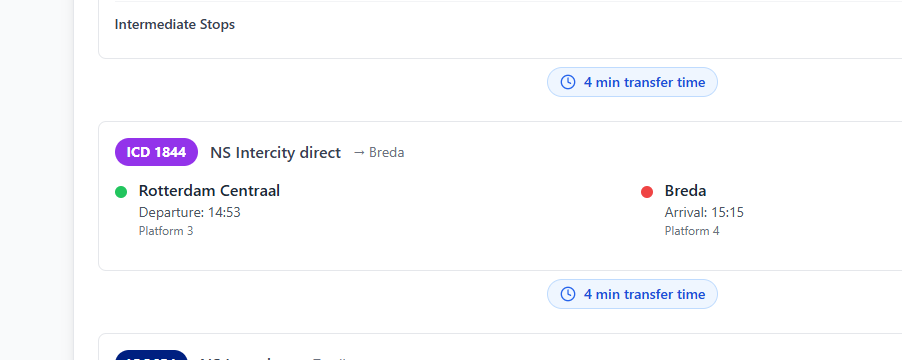 Intermediate Stops
4 min transfer time
ICD 1844 NS Intercity direct → Breda
Rotterdam Centraal
Departure: 14:53
Platform 3
Breda
Arrival: 15:15
Platform 4
4 min transfer time